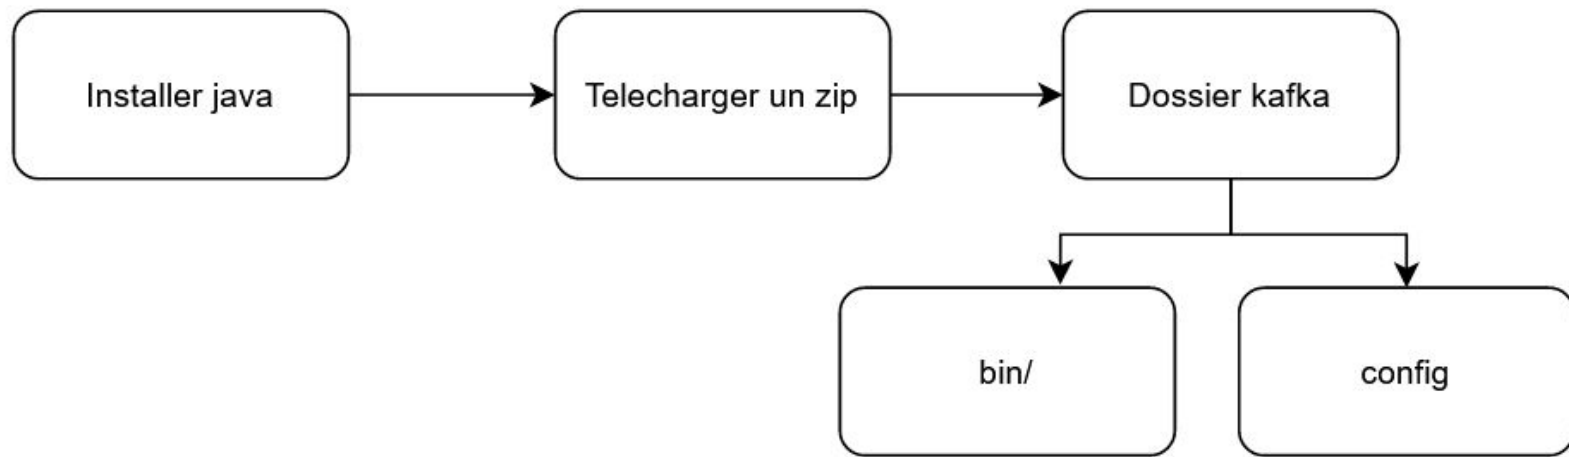 Installer java
Telecharger un zip
Dossier kafka
bin/
config